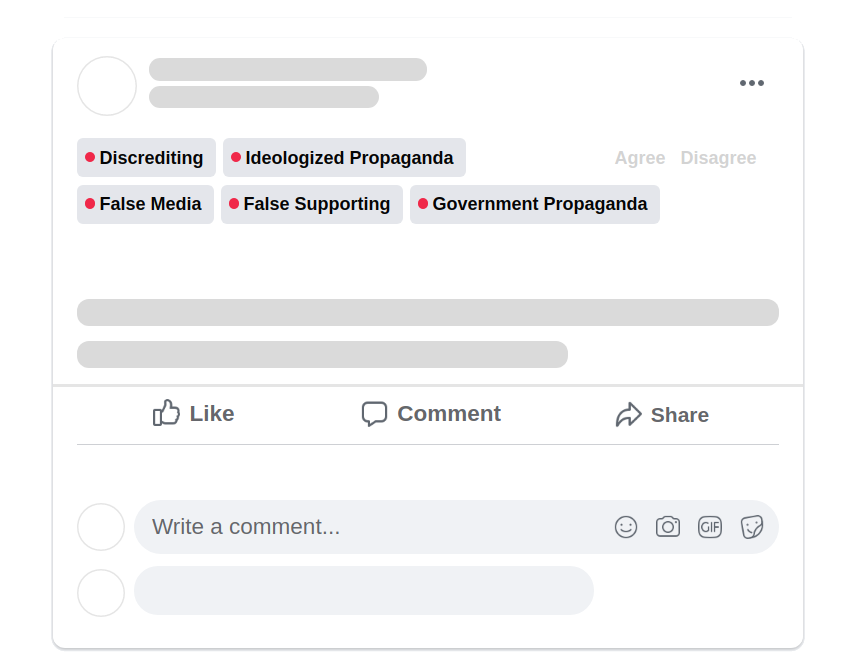 Discrediting Ideologized Propaganda Agree Disagree
False Media False Supporting Government Propaganda
Like Comment Share
Write a comment... GIF